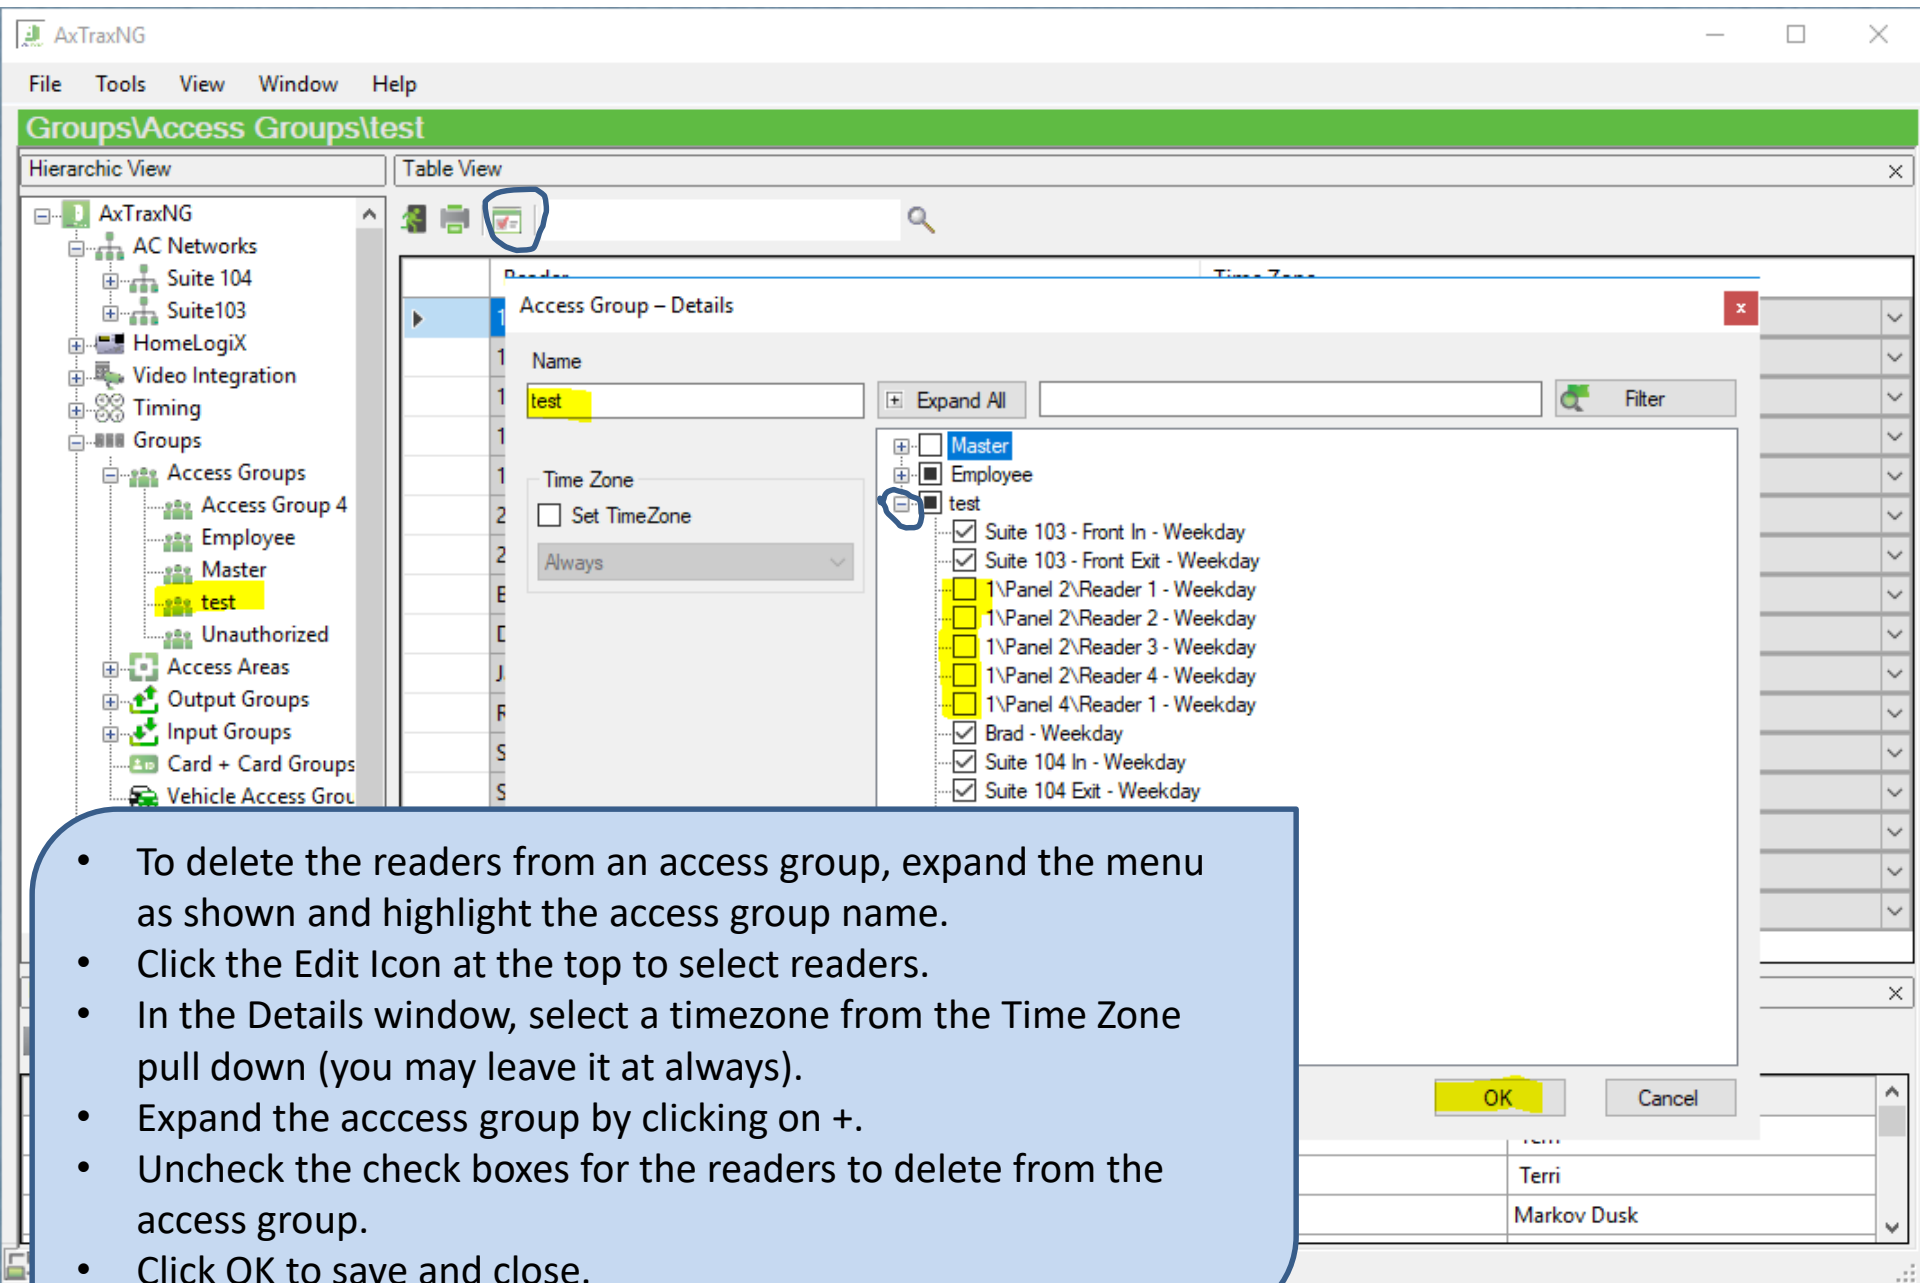 AxTraxNG
File Tools View Window Help
Groups\Access Groups\test
Hierarchic View
Table View
AxTraxNG
AC Networks
Suite 104
Suite103
HomeLogiX
Video Integration
Timing
Groups
Access Groups
Access Group 4
Employee
Master
test
Unauthorized
Access Areas
Output Groups
Input Groups
Card + Card Groups
Vehicle Access Grou
Reader Time Zone
Access Group – Details
Name
test
Expand All
Filter
Time Zone
Set TimeZone
Always
Master
Employee
test
Suite 103 - Front In - Weekday
Suite 103 - Front Exit - Weekday
1\Panel 2\Reader 1 - Weekday
1\Panel 2\Reader 2 - Weekday
1\Panel 2\Reader 3 - Weekday
1\Panel 2\Reader 4 - Weekday
1\Panel 4\Reader 1 - Weekday
Brad - Weekday
Suite 104 In - Weekday
Suite 104 Exit - Weekday
OK Cancel
Terri
Terri
Markov Dusk
• To delete the readers from an access group, expand the menu
as shown and highlight the access group name.
• Click the Edit Icon at the top to select readers.
• In the Details window, select a timezone from the Time Zone
pull down (you may leave it at always).
• Expand the acccess group by clicking on +.
• Uncheck the check boxes for the readers to delete from the
access group.
• Click OK to save and close.